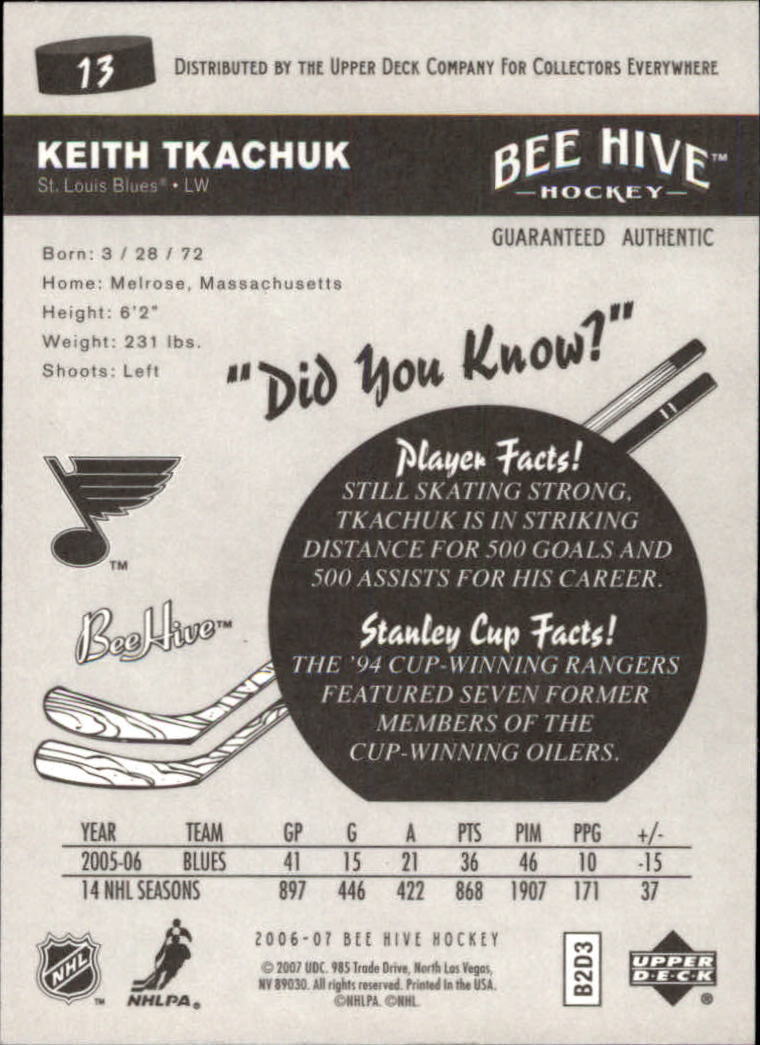 13
DISTRIBUTED BY THE UPPER DECK COMPANY FOR COLLECTORS EVERYWHERE
KEITH TKACHUK
St. Louis Blues® • LW
BEE HIVE™
HOCKEY
GUARANTEED AUTHENTIC
Born: 3 / 28 / 72
Home: Melrose, Massachusetts
Height: 6'2"
Weight: 231 lbs.
Shoots: Left
"Did You Know?"
Player Facts!
STILL SKATING STRONG,
TKACHUK IS IN STRIKING
DISTANCE FOR 500 GOALS AND
500 ASSISTS FOR HIS CAREER.
TM
BeeHive™
Stanley Cup Facts!
THE '94 CUP-WINNING RANGERS
FEATURED SEVEN FORMER
MEMBERS OF THE
CUP-WINNING OILERS.
YEAR TEAM GP G A PTS PIM PPG +/-
2005-06 BLUES 41 15 21 36 46 10 -15
14 NHL SEASONS 897 446 422 868 1907 171 37
NHL
TM
NHLPA®
2006-07 BEE HIVE HOCKEY
© 2007 UDC. 985 Trade Drive, North Las Vegas,
NV 89030. All rights reserved. Printed In the USA.
©NHLPA. ©NHL.
B2D3
UPPER
D·E·C·K
®